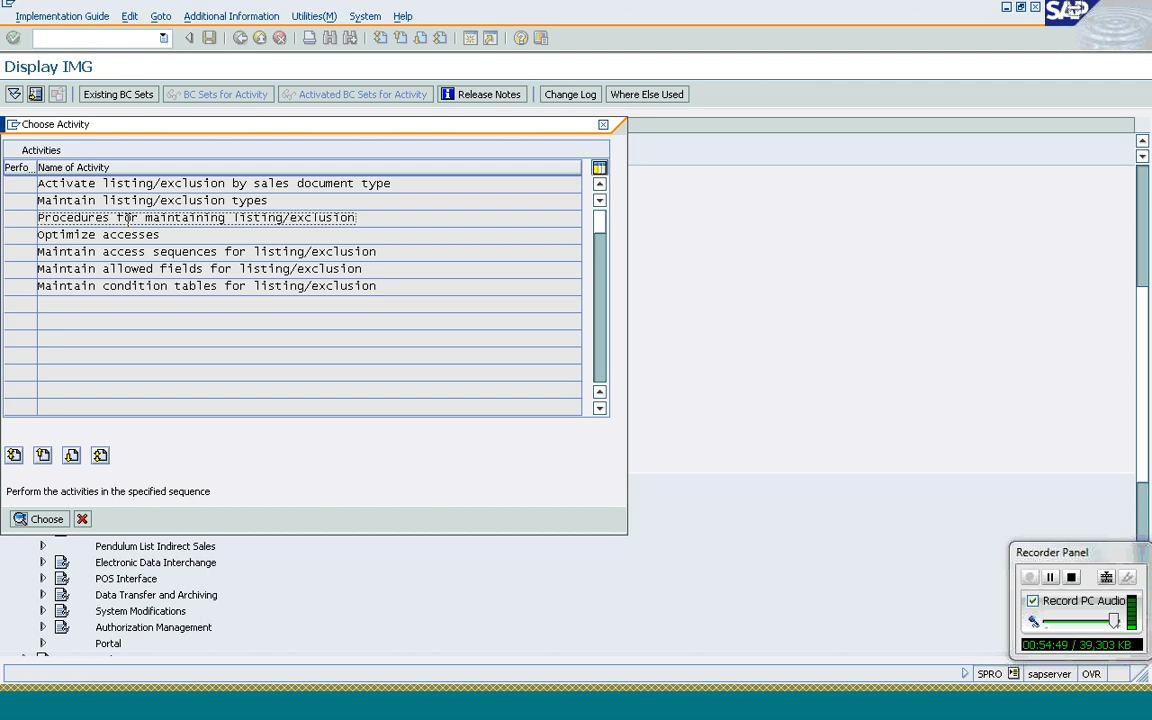 Implementation Guide Edit Goto Additional Information Utilities(M) System Help
SAP
Display IMG
Existing BC Sets BC Sets for Activity Activated BC Sets for Activity Release Notes Change Log Where Else Used
Choose Activity
Activities
Perfo... Name of Activity
Activate listing/exclusion by sales document type
Maintain listing/exclusion types
Procedures for maintaining listing/exclusion
Optimize accesses
Maintain access sequences for listing/exclusion
Maintain allowed fields for listing/exclusion
Maintain condition tables for listing/exclusion
Perform the activities in the specified sequence
Choose
Pendulum List Indirect Sales
Electronic Data Interchange
POS Interface
Data Transfer and Archiving
System Modifications
Authorization Management
Portal
Recorder Panel
Record PC Audio
00:54:49 / 39,303 KB
SPRO sapserver OVR